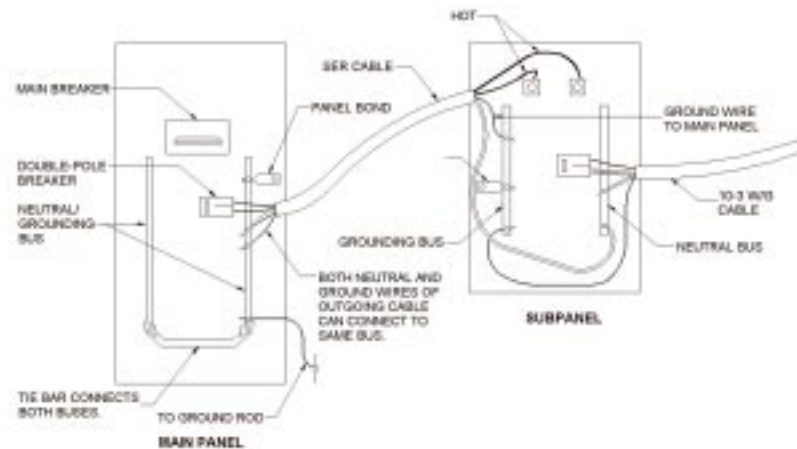 HOT
SER CABLE
MAIN BREAKER
PANEL BOND
GROUND WIRE
TO MAIN PANEL
DOUBLE-POLE
BREAKER
NEUTRAL/
GROUNDING
BUS
10-3 W/G
CABLE
GROUNDING BUS
NEUTRAL BUS
BOTH NEUTRAL AND
GROUND WIRES OF
OUTGOING CABLE
CAN CONNECT TO
SAME BUS.
SUBPANEL
TIE BAR CONNECTS
BOTH BUSES.
TO GROUND ROD
MAIN PANEL